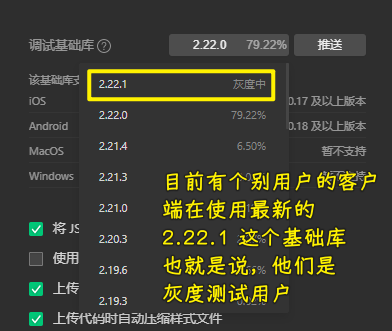 调试基础库 ? 2.22.0 79.22% 推送
2.22.1 灰度中
该基础库支
2.22.0 79.22%
iOS 0.17 及以上版本
2.21.4 6.50%
Android 0.18 及以上版本
MacOS 暂不支持
2.21.3
Windows 暂不支持
2.21.0
将 JS
2.20.3
使用
2.19.6
上传
2.19.3
上传代码时自动压缩样式文件
目前有个别用户的客户
端在使用最新的
2.22.1 这个基础库
也就是说，他们是
灰度测试用户